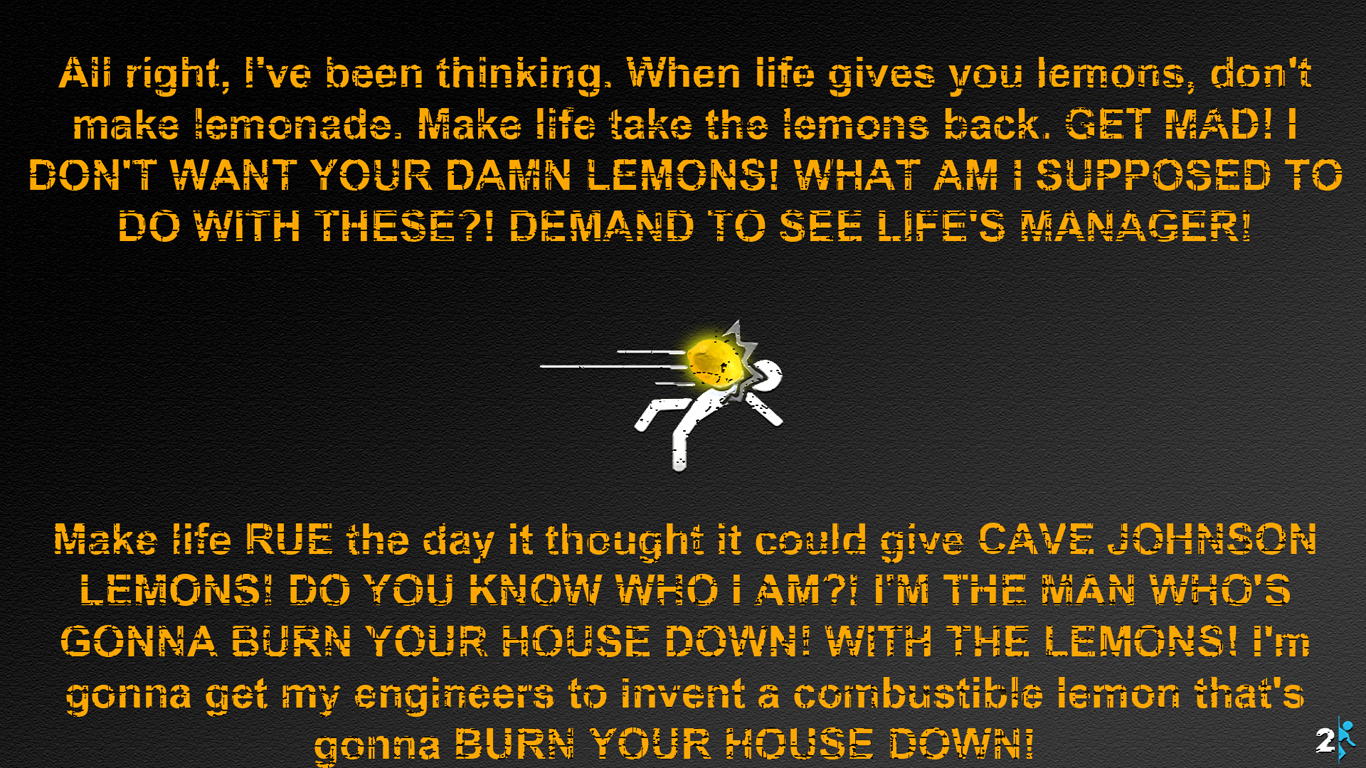 All right, I've been thinking. When life gives you lemons, don't
make lemonade. Make life take the lemons back. GET MAD! I
DON'T WANT YOUR DAMN LEMONS! WHAT AM I SUPPOSED TO
DO WITH THESE?! DEMAND TO SEE LIFE'S MANAGER!
Make life RUE the day it thought it could give CAVE JOHNSON
LEMONS! DO YOU KNOW WHO I AM?! I'M THE MAN WHO'S
GONNA BURN YOUR HOUSE DOWN! WITH THE LEMONS! I'm
gonna get my engineers to invent a combustible lemon that's
gonna BURN YOUR HOUSE DOWN!
2